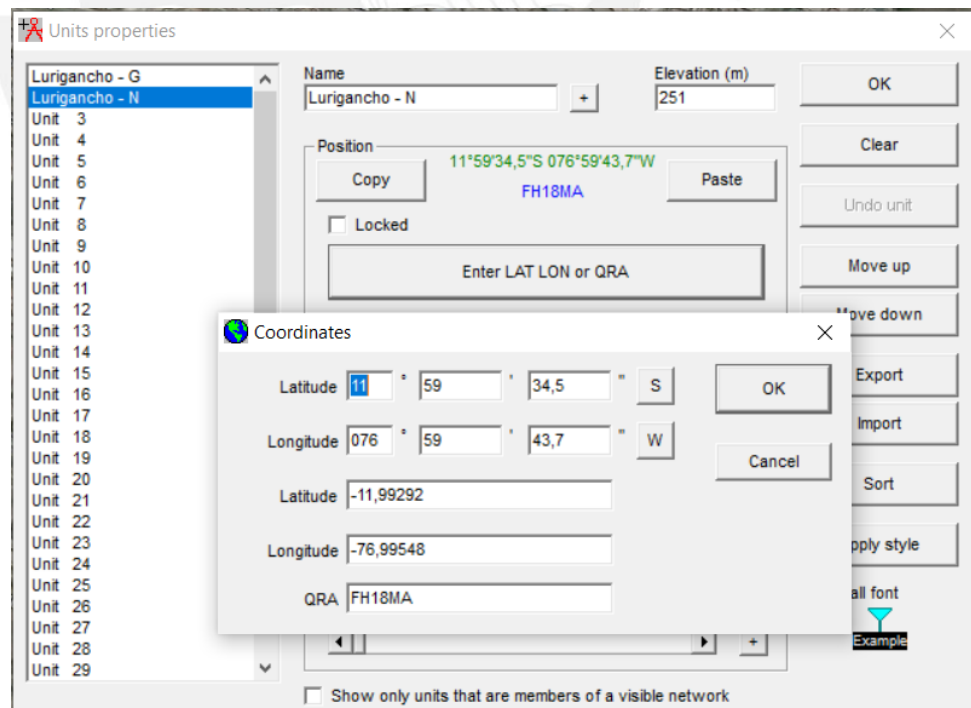 Units properties
Lurigancho - G
Lurigancho - N
Unit 3
Unit 4
Unit 5
Unit 6
Unit 7
Unit 8
Unit 9
Unit 10
Unit 11
Unit 12
Unit 13
Unit 14
Unit 15
Unit 16
Unit 17
Unit 18
Unit 19
Unit 20
Unit 21
Unit 22
Unit 23
Unit 24
Unit 25
Unit 26
Unit 27
Unit 28
Unit 29
Name
Elevation (m)
Lurigancho - N
+
251
Position
11°59'34,5"S 076°59'43,7"W
Copy
FH18MA
Paste
Locked
Enter LAT LON or QRA
OK
Clear
Undo unit
Move up
Move down
Export
Import
Sort
pply style
all font
Example
Coordinates
Latitude 11 ° 59 ' 34,5 " S
OK
Longitude 076 ° 59 ' 43,7 " W
Cancel
Latitude -11,99292
Longitude -76,99548
QRA FH18MA
+
Show only units that are members of a visible network